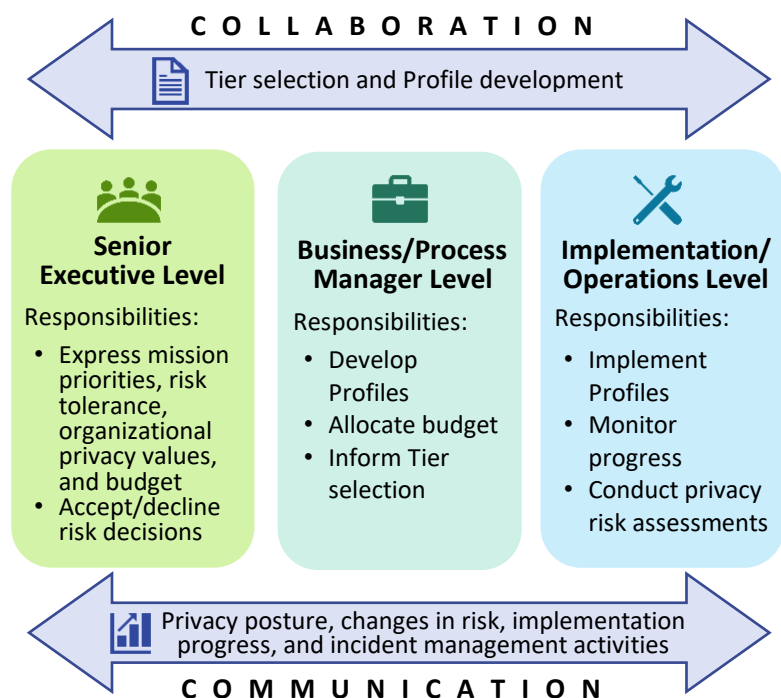 COLLABORATION
Tier selection and Profile development
Senior
Executive Level
Responsibilities:
• Express mission
priorities, risk
tolerance,
organizational
privacy values,
and budget
• Accept/decline
risk decisions
Business/Process
Manager Level
Responsibilities:
• Develop
Profiles
• Allocate budget
• Inform Tier
selection
Implementation/
Operations Level
Responsibilities:
• Implement
Profiles
• Monitor
progress
• Conduct privacy
risk assessments
Privacy posture, changes in risk, implementation
progress, and incident management activities
COMMUNICATION